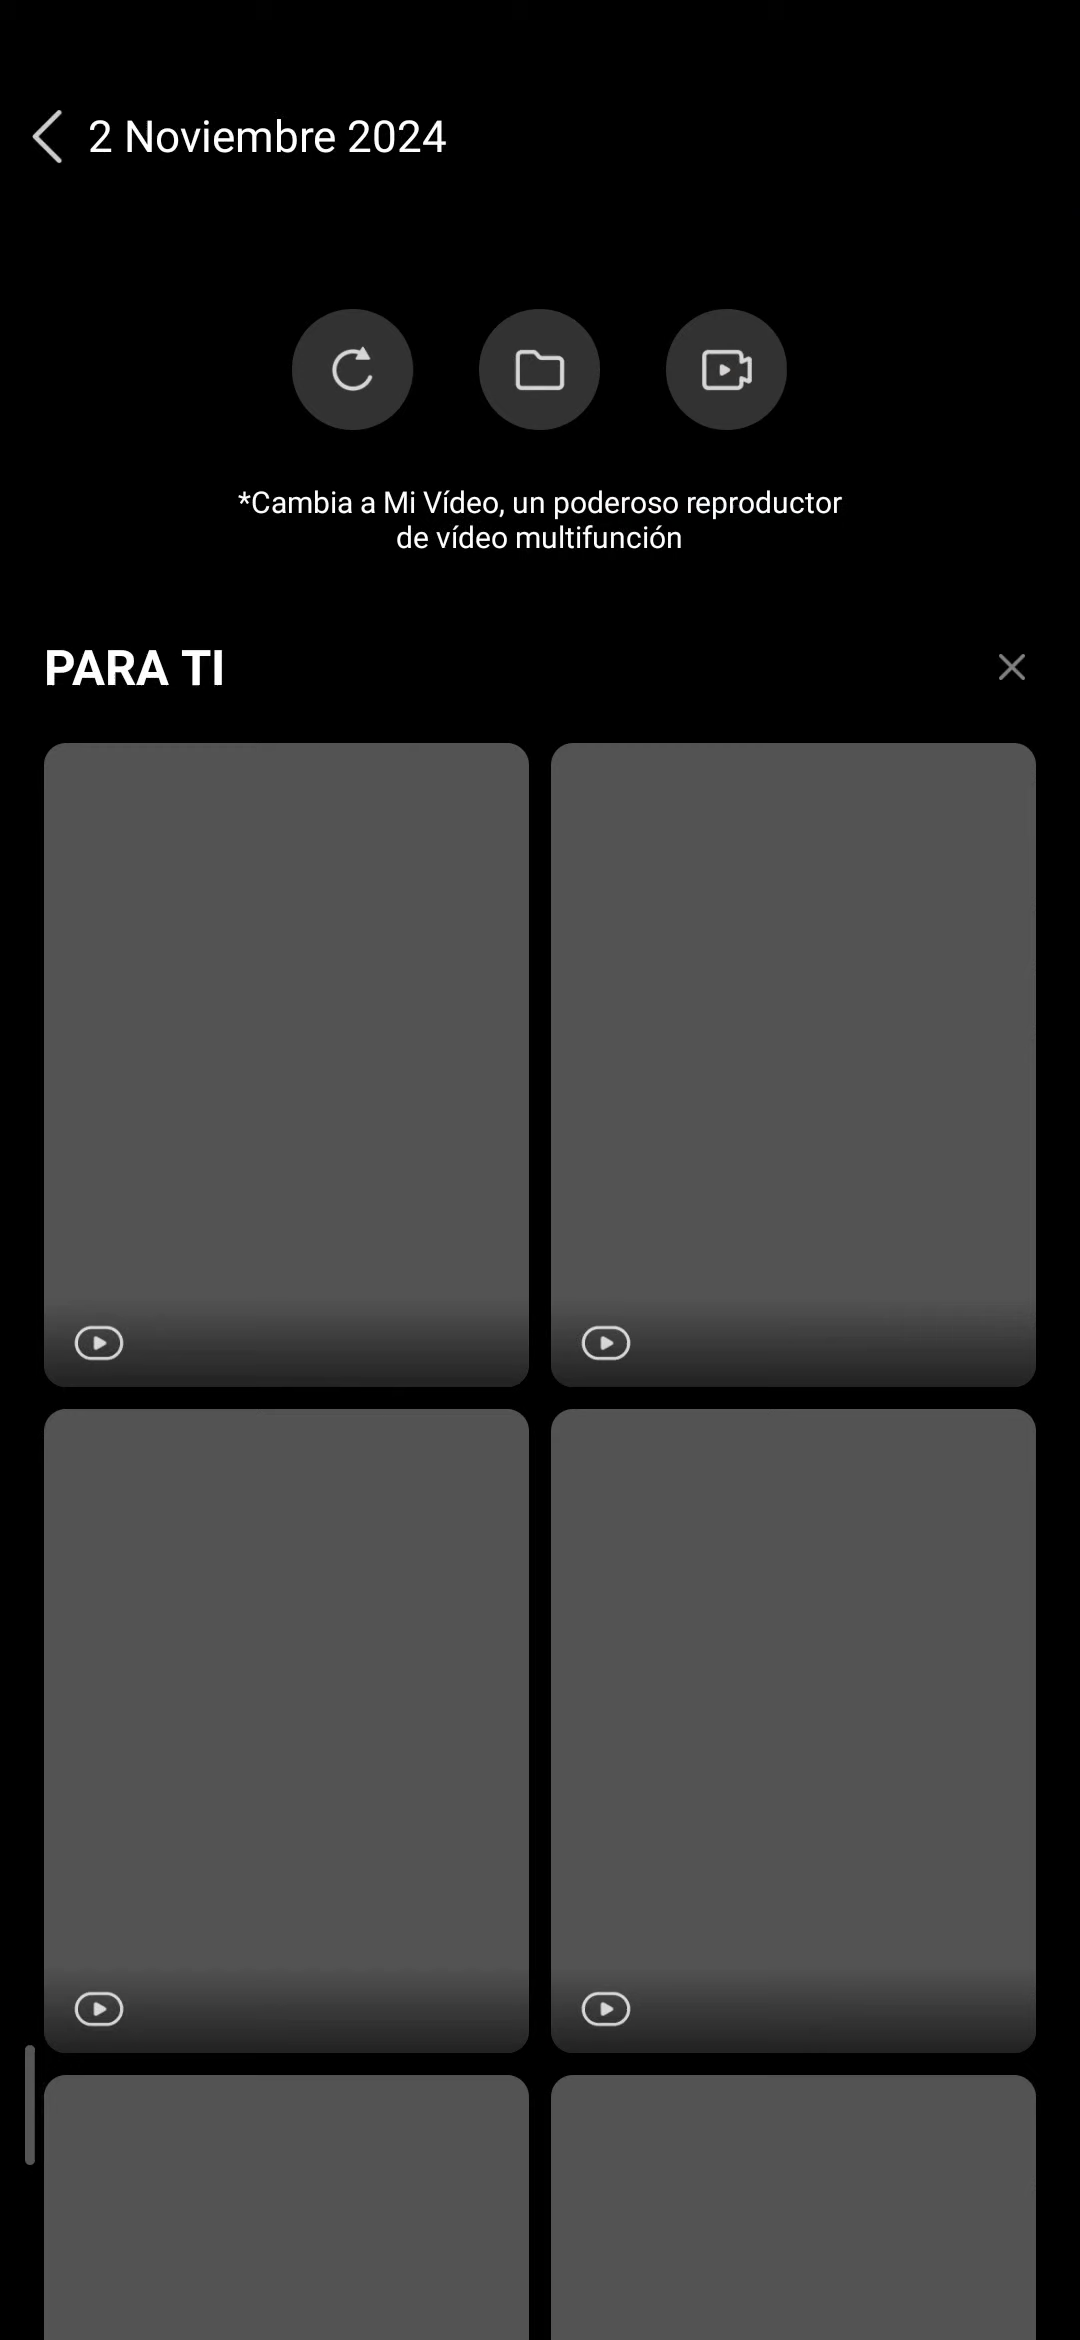 2 Noviembre 2024
*Cambia a Mi Vídeo, un poderoso reproductor
de vídeo multifunción
PARA TI